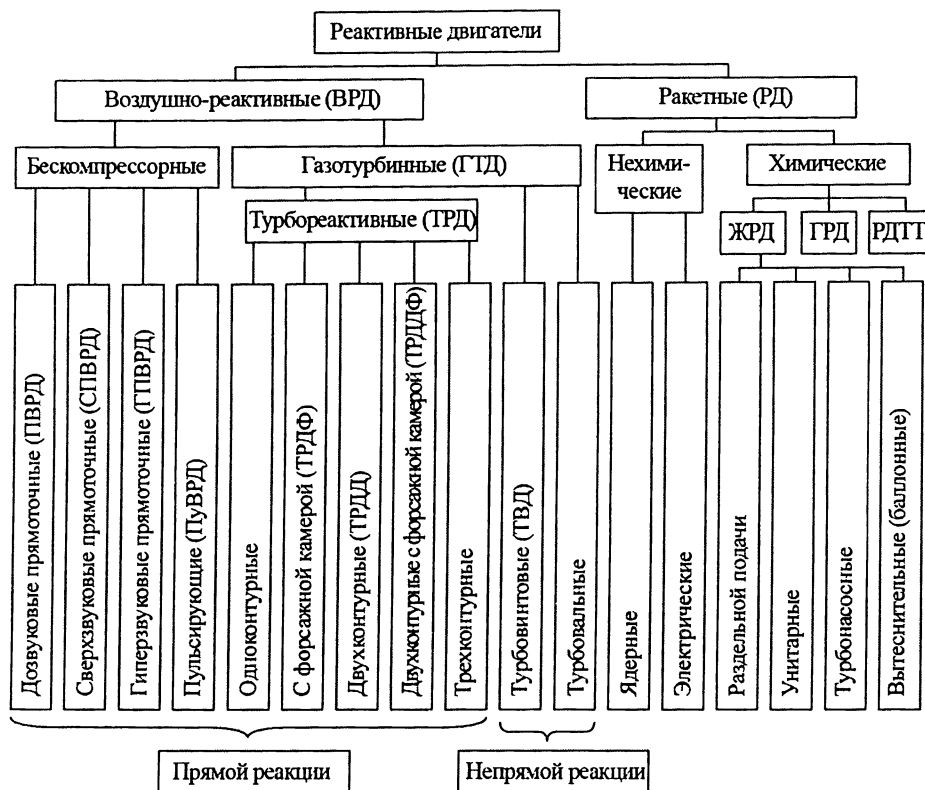 Реактивные двигатели
Воздушно-реактивные (ВРД)
Ракетные (РД)
Бескомпрессорные
Газотурбинные (ГТД)
Нехими-
ческие
Химические
Турбореактивные (ТРД)
ЖРД
ГРД
РДТТ
Дозвуковые прямоточные (ПВРД)
Сверхзвуковые прямоточные (СПВРД)
Гиперзвуковые прямоточные (ГПВРД)
Пульсирующие (ПуВРД)
Одноконтурные
С форсажной камерой (ТРДФ)
Двухконтурные (ТРДД)
Двухконтурные с форсажной камерой (ТРДДФ)
Трехконтурные
Турбовинтовые (ТВД)
Турбовальные
Ядерные
Электрические
Раздельной подачи
Унитарные
Турбонасосные
Вытеснительные (баллонные)
Прямой реакции
Непрямой реакции